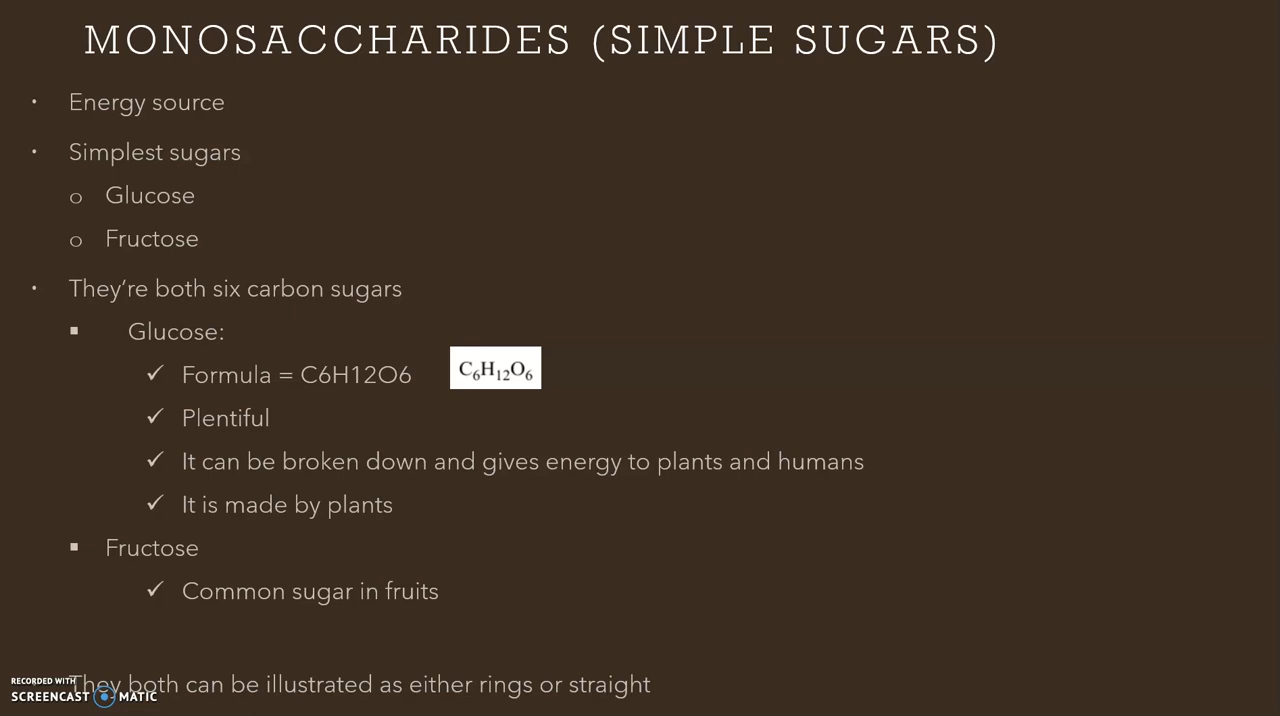 MONOSACCHARIDES (SIMPLE SUGARS)
• Energy source
• Simplest sugars
o Glucose
o Fructose
• They’re both six carbon sugars
▪ Glucose:
✓ Formula = C6H12O6
C₆H₁₂O₆
✓ Plentiful
✓ It can be broken down and gives energy to plants and humans
✓ It is made by plants
▪ Fructose
✓ Common sugar in fruits
They both can be illustrated as either rings or straight
RECORDED WITH
SCREENCAST MATIC